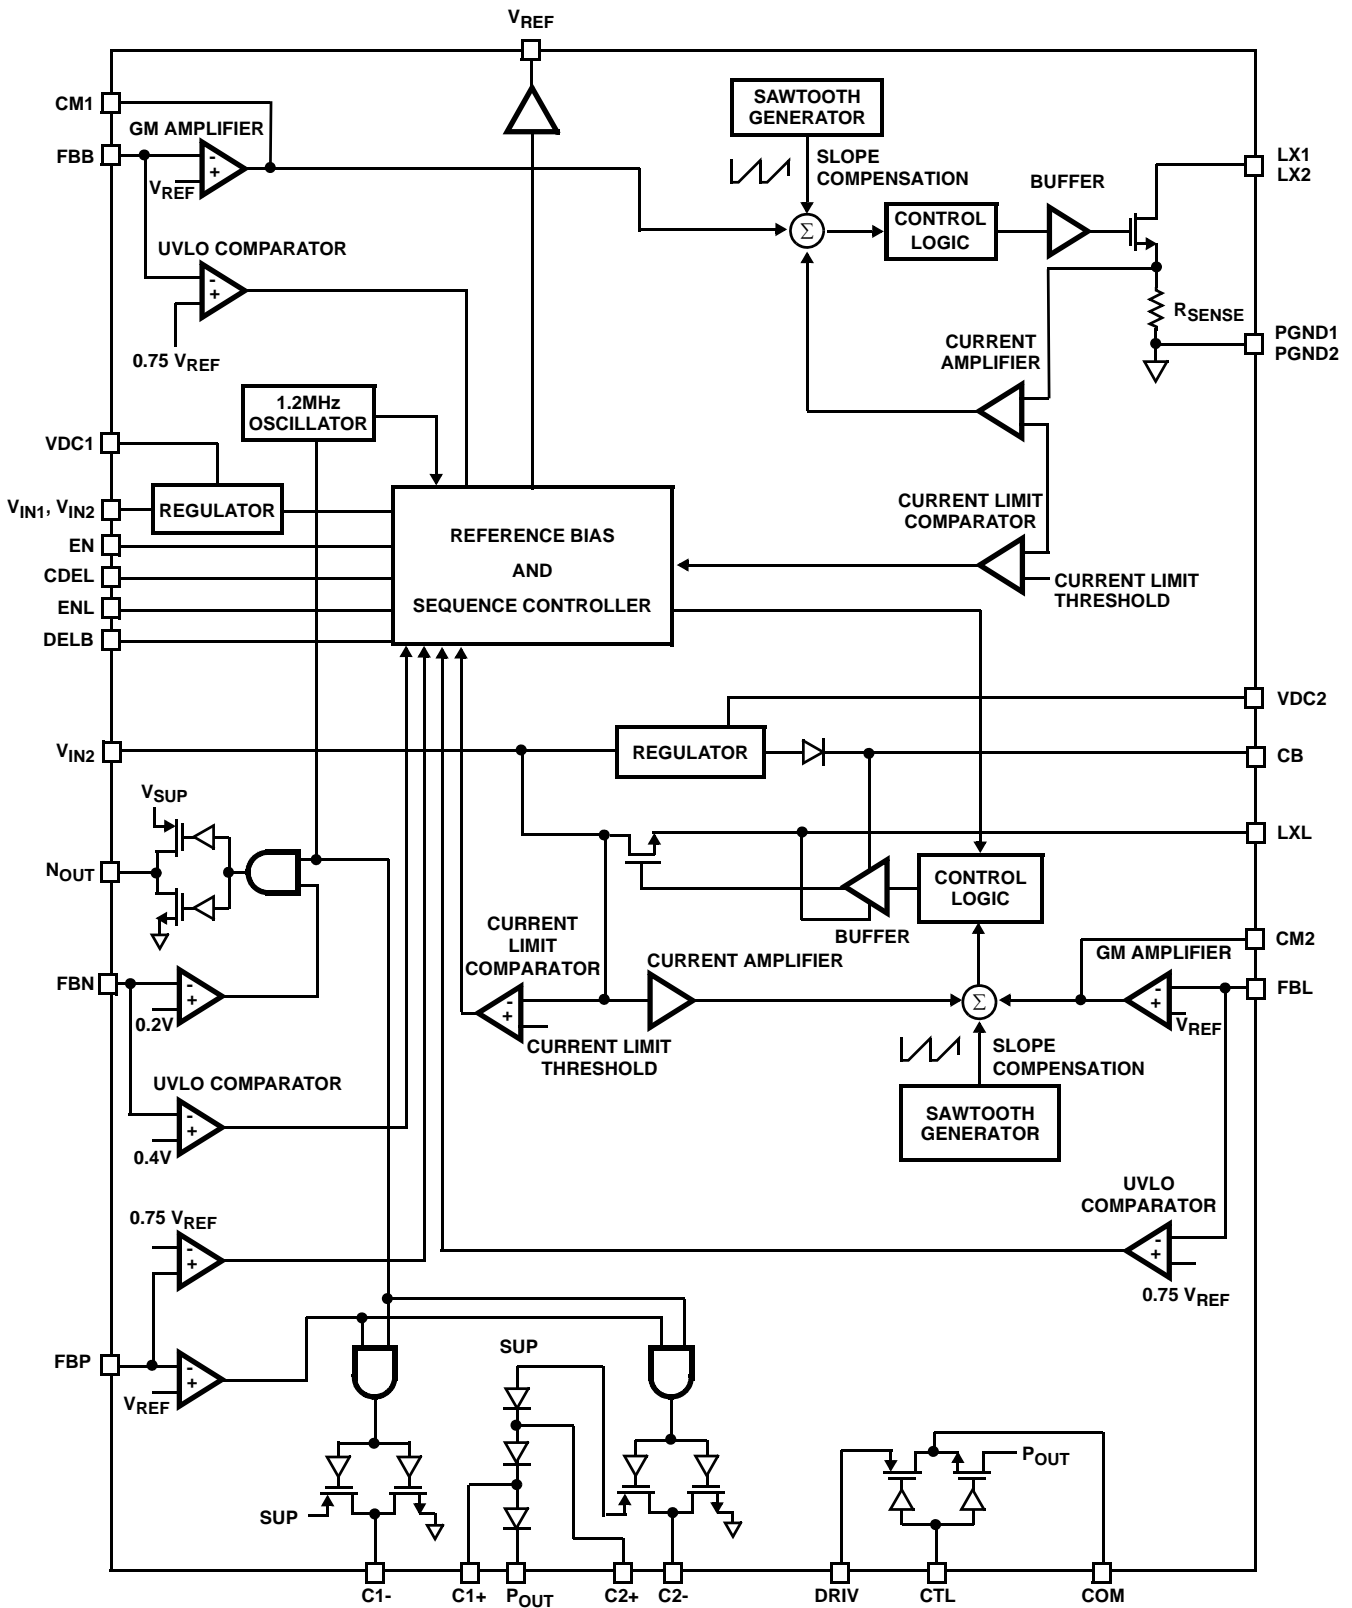 VREF
CM1
GM AMPLIFIER
FBB
-
+
VREF
UVLO COMPARATOR
-
+
0.75 VREF
SAWTOOTH
GENERATOR
SLOPE
COMPENSATION
Σ
CONTROL
LOGIC
BUFFER
LX1
LX2
RSENSE
PGND1
PGND2
CURRENT
AMPLIFIER
1.2MHz
OSCILLATOR
VDC1
VIN1, VIN2
REGULATOR
EN
CDEL
ENL
DELB
REFERENCE BIAS
AND
SEQUENCE CONTROLLER
CURRENT LIMIT
COMPARATOR
CURRENT LIMIT
THRESHOLD
VDC2
VIN2
REGULATOR
CB
VSUP
NOUT
LXL
CONTROL
LOGIC
BUFFER
CURRENT
LIMIT
COMPARATOR
-
+
CURRENT LIMIT
THRESHOLD
CURRENT AMPLIFIER
Σ
CM2
GM AMPLIFIER
FBL
-
+
VREF
FBN
-
+
0.2V
SLOPE
COMPENSATION
SAWTOOTH
GENERATOR
UVLO COMPARATOR
-
+
0.4V
UVLO
COMPARATOR
-
+
0.75 VREF
0.75 VREF
-
+
FBP
-
+
VREF
SUP
SUP
POUT
C1-
C1+
POUT
C2+
C2-
DRIV
CTL
COM